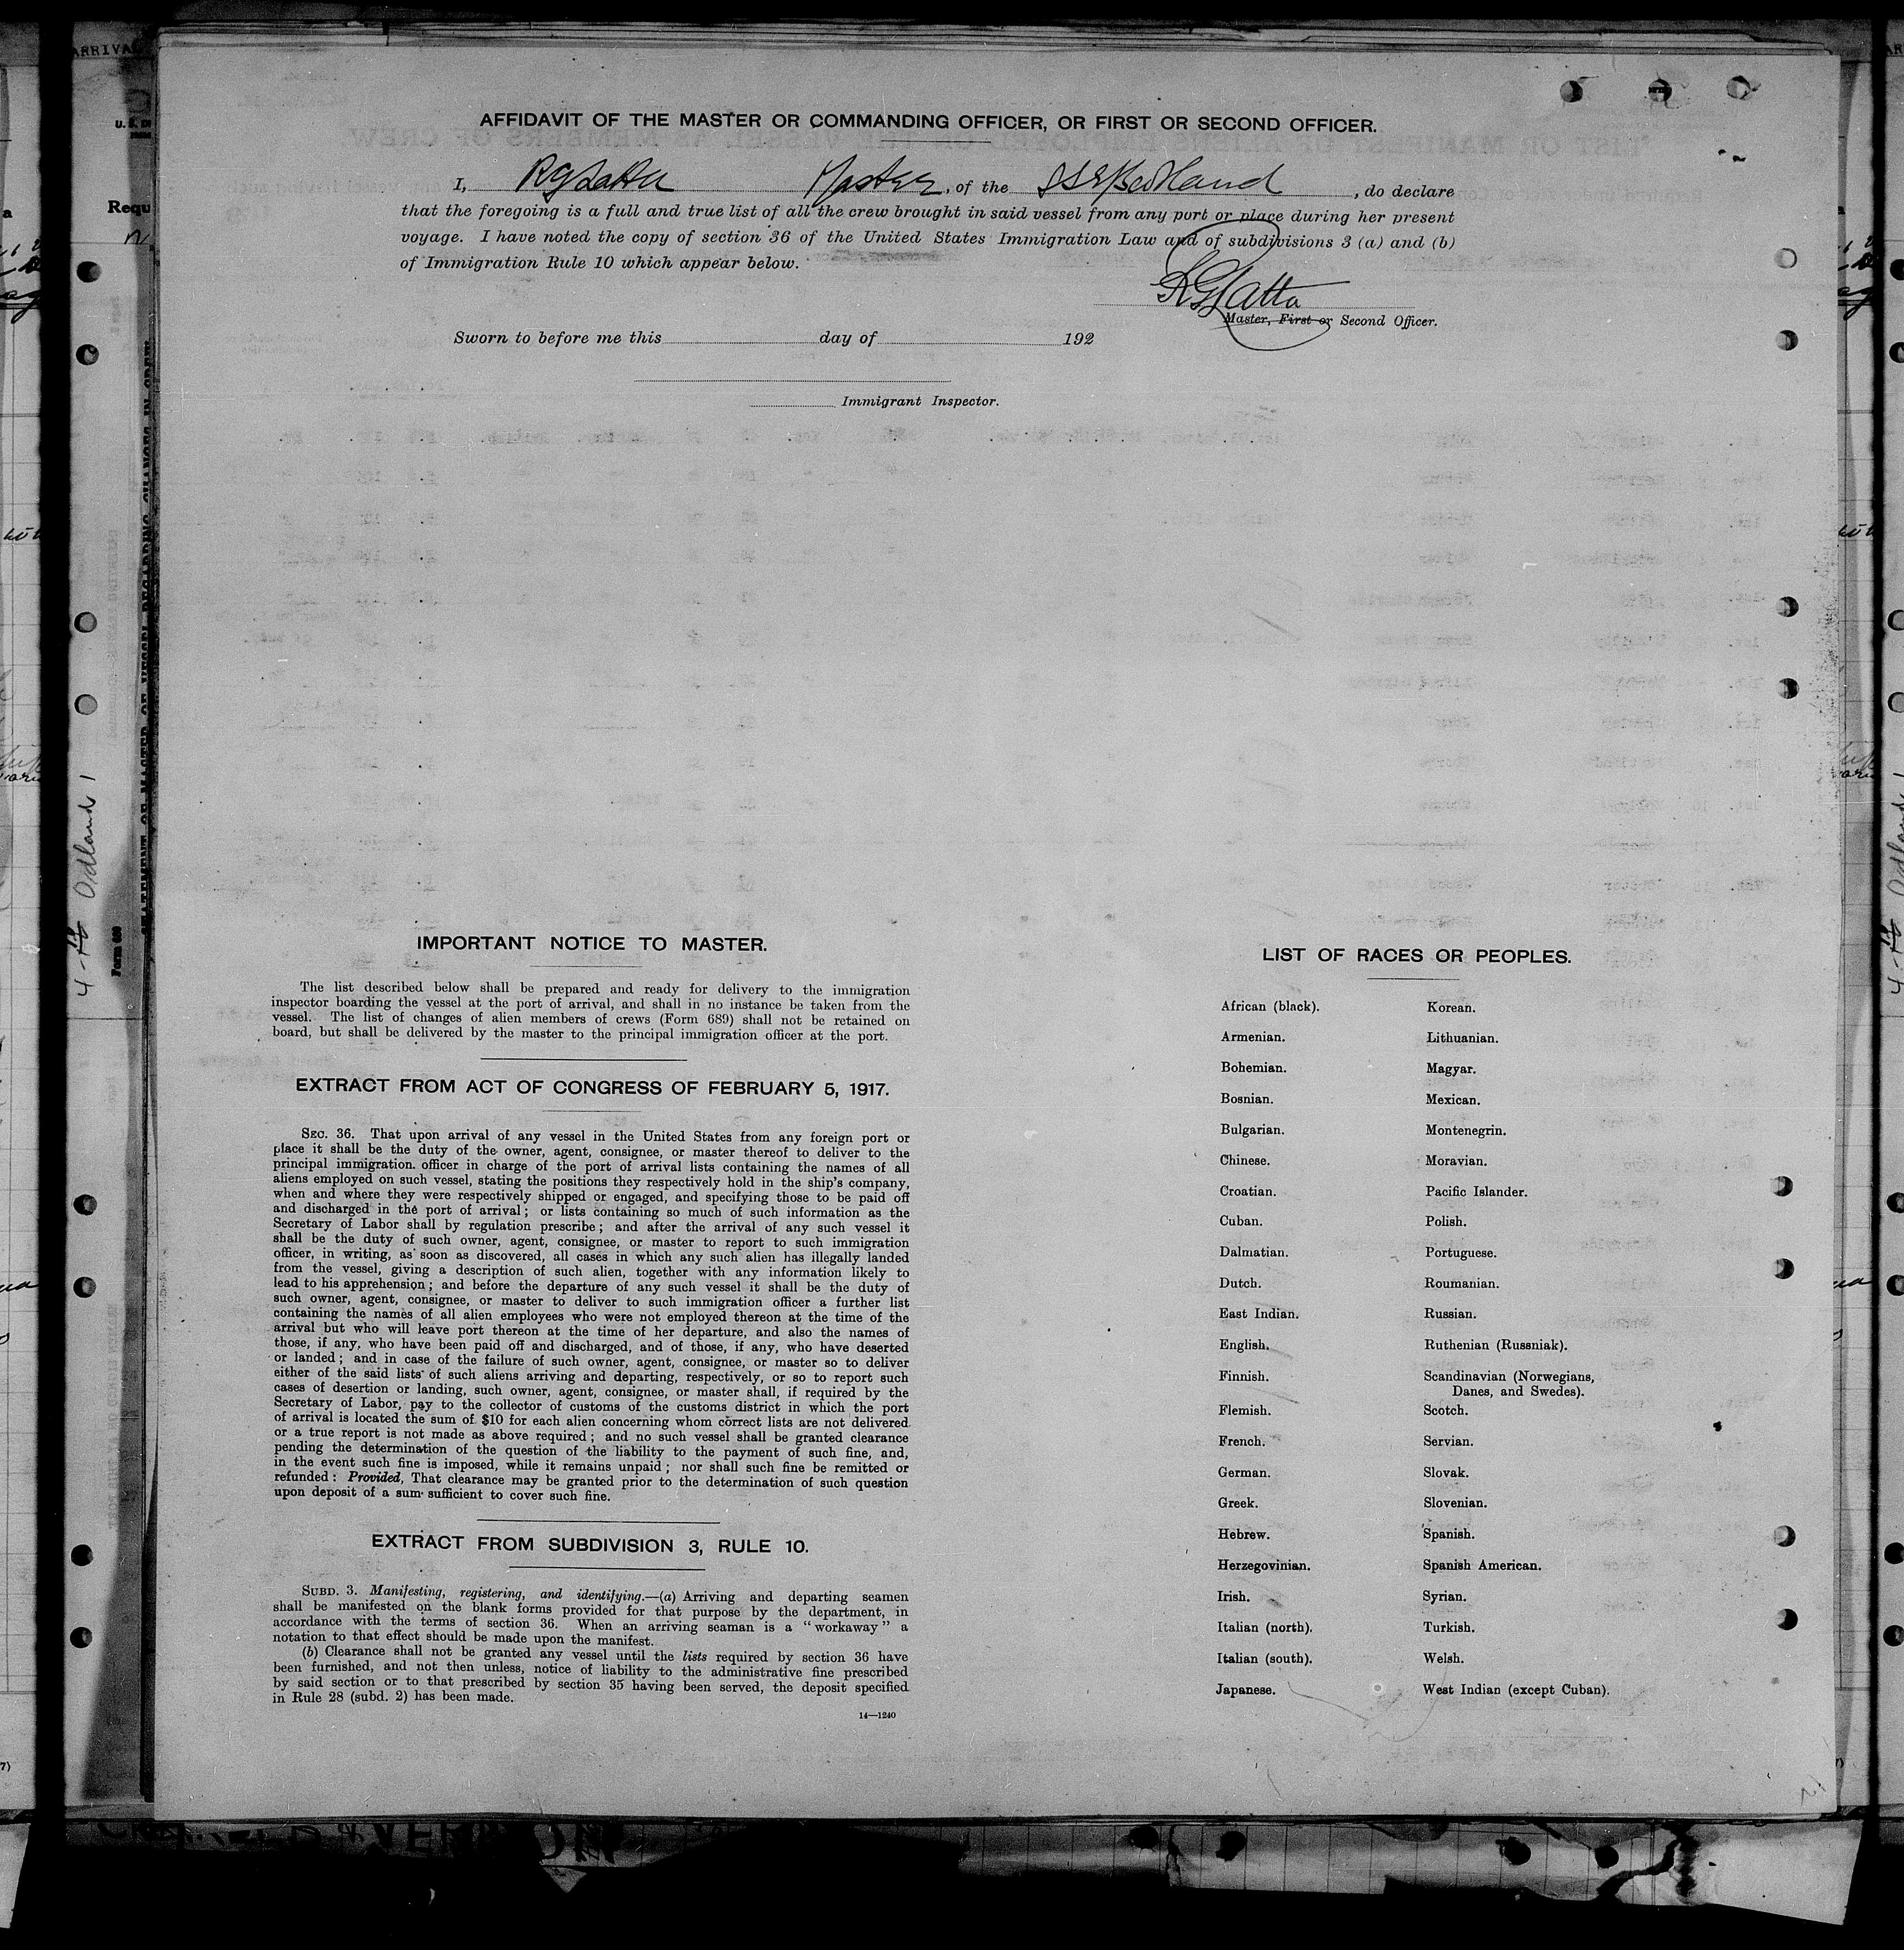 AFFIDAVIT OF THE MASTER OR COMMANDING OFFICER, OR FIRST OR SECOND OFFICER.
I, R G Latta Master, of the SS, do declare
that the foregoing is a full and true list of all the crew brought in said vessel from any port or place during her present
voyage. I have noted the copy of section 36 of the United States Immigration Law and of subdivisions 3 (a) and (b)
of Immigration Rule 10 which appear below.
R G Latta
Master, First or Second Officer.
Sworn to before me this day of 192
Immigrant Inspector.
IMPORTANT NOTICE TO MASTER.
The list described below shall be prepared and ready for delivery to the immigration
inspector boarding the vessel at the port of arrival, and shall in no instance be taken from the
vessel. The list of changes of alien members of crews (Form 689) shall not be retained on
board, but shall be delivered by the master to the principal immigration officer at the port.
EXTRACT FROM ACT OF CONGRESS OF FEBRUARY 5, 1917.
SEC. 36. That upon arrival of any vessel in the United States from any foreign port or
place it shall be the duty of the owner, agent, consignee, or master thereof to deliver to the
principal immigration officer in charge of the port of arrival lists containing the names of all
aliens employed on such vessel, stating the positions they respectively hold in the ship's company,
when and where they were respectively shipped or engaged, and specifying those to be paid off
and discharged in the port of arrival; or lists containing so much of such information as the
Secretary of Labor shall by regulation prescribe; and after the arrival of any such vessel it
shall be the duty of such owner, agent, consignee, or master to report to such immigration
officer, in writing, as soon as discovered, all cases in which any such alien has illegally landed
from the vessel, giving a description of such alien, together with any information likely to
lead to his apprehension; and before the departure of any such vessel it shall be the duty of
such owner, agent, consignee, or master to deliver to such immigration officer a further list
containing the names of all alien employees who were not employed thereon at the time of the
arrival but who will leave port thereon at the time of her departure, and also the names of
those, if any, who have been paid off and discharged, and of those, if any, who have deserted
or landed; and in case of the failure of such owner, agent, consignee, or master so to deliver
either of the said lists of such aliens arriving and departing, respectively, or so to report such
cases of desertion or landing, such owner, agent, consignee, or master shall, if required by the
Secretary of Labor, pay to the collector of customs of the customs district in which the port
of arrival is located the sum of $10 for each alien concerning whom correct lists are not delivered
or a true report is not made as above required; and no such vessel shall be granted clearance
pending the determination of the question of the liability to the payment of such fine, and,
in the event such fine is imposed, while it remains unpaid; nor shall such fine be remitted or
refunded: Provided, That clearance may be granted prior to the determination of such question
upon deposit of a sum sufficient to cover such fine.
EXTRACT FROM SUBDIVISION 3, RULE 10.
SUBD. 3. Manifesting, registering, and identifying.—(a) Arriving and departing seamen
shall be manifested on the blank forms provided for that purpose by the department, in
accordance with the terms of section 36. When an arriving seaman is a "workaway" a
notation to that effect should be made upon the manifest.
(b) Clearance shall not be granted any vessel until the lists required by section 36 have
been furnished, and not then unless, notice of liability to the administrative fine prescribed
by said section or to that prescribed by section 35 having been served, the deposit specified
in Rule 28 (subd. 2) has been made.
14—1240
LIST OF RACES OR PEOPLES.
African (black). Korean.
Armenian. Lithuanian.
Bohemian. Magyar.
Bosnian. Mexican.
Bulgarian. Montenegrin.
Chinese. Moravian.
Croatian. Pacific Islander.
Cuban. Polish.
Dalmatian. Portuguese.
Dutch. Roumanian.
East Indian. Russian.
English. Ruthenian (Russniak).
Finnish. Scandinavian (Norwegians,
Danes, and Swedes).
Flemish. Scotch.
French. Servian.
German. Slovak.
Greek. Slovenian.
Hebrew. Spanish.
Herzegovinian. Spanish American.
Irish. Syrian.
Italian (north). Turkish.
Italian (south). Welsh.
Japanese. West Indian (except Cuban).